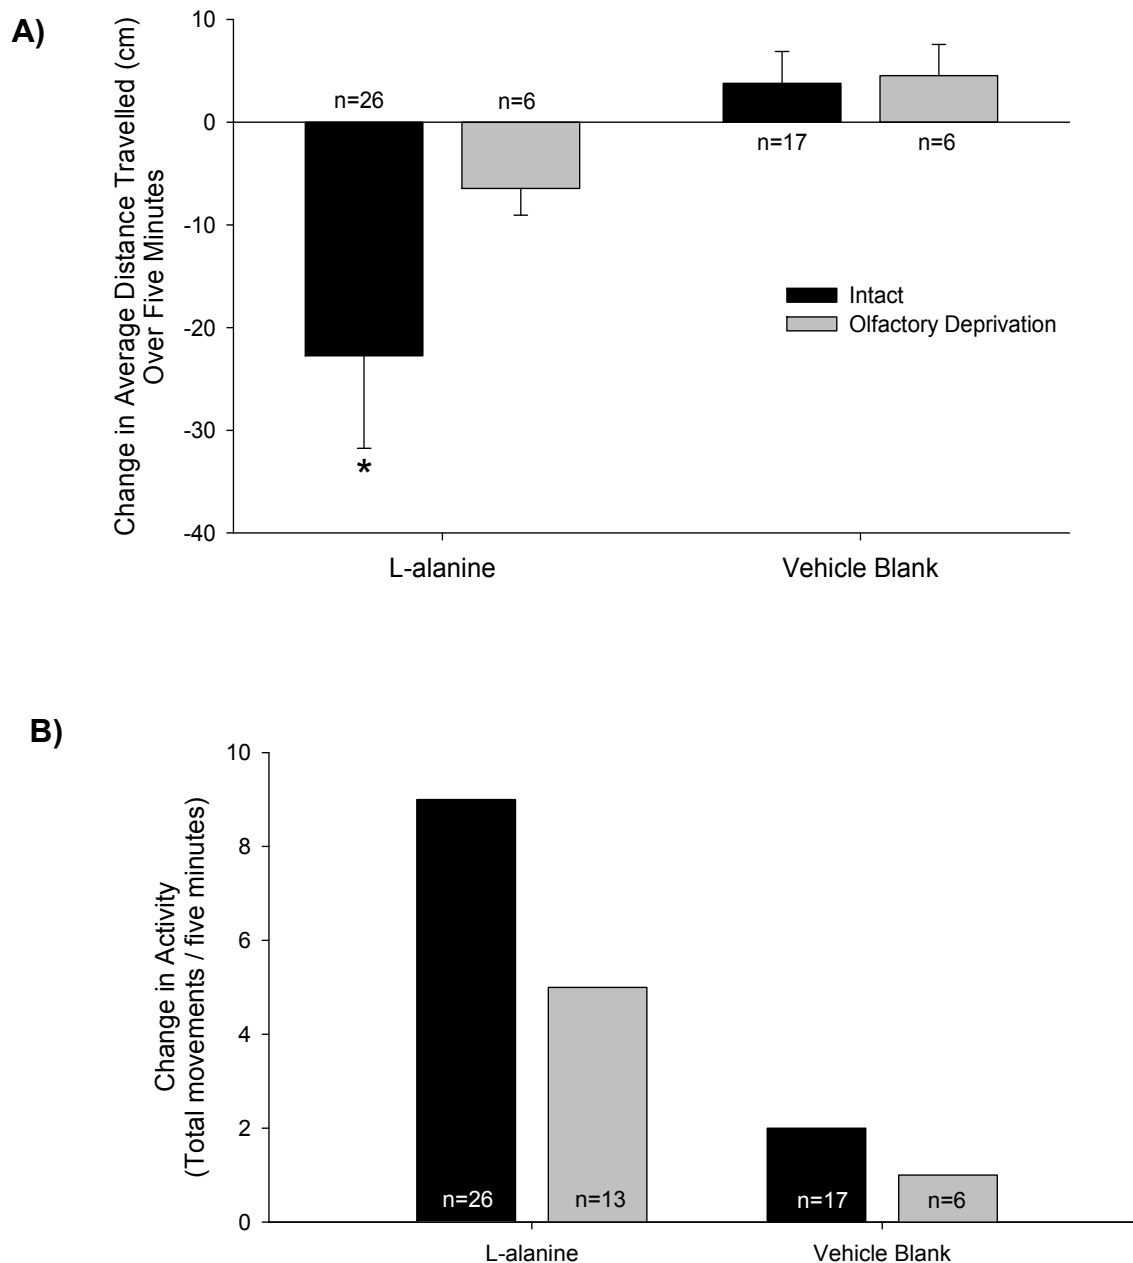 A)
Change in Average Distance Travelled (cm)
Over Five Minutes
10
0
-10
-20
-30
-40
n=26
n=6
n=17
n=6
*
Intact
Olfactory Deprivation
L-alanine
Vehicle Blank
B)
Change in Activity
(Total movements / five minutes)
10
8
6
4
2
0
n=26
n=13
n=17
n=6
L-alanine
Vehicle Blank